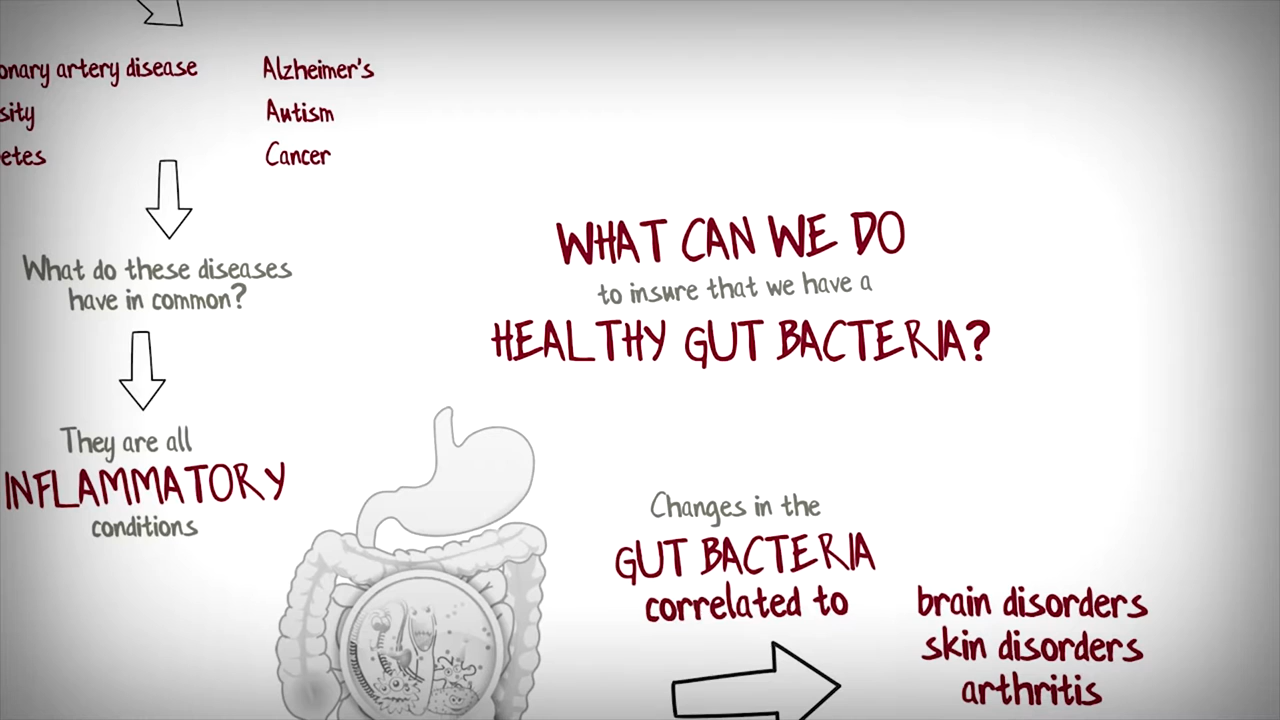 onary artery disease
sity
etes
Alzheimer's
Autism
Cancer
What do these diseases
have in common?
They are all
INFLAMMATORY
conditions
WHAT CAN WE DO
to insure that we have a
HEALTHY GUT BACTERIA?
Changes in the
GUT BACTERIA
correlated to
brain disorders
skin disorders
arthritis